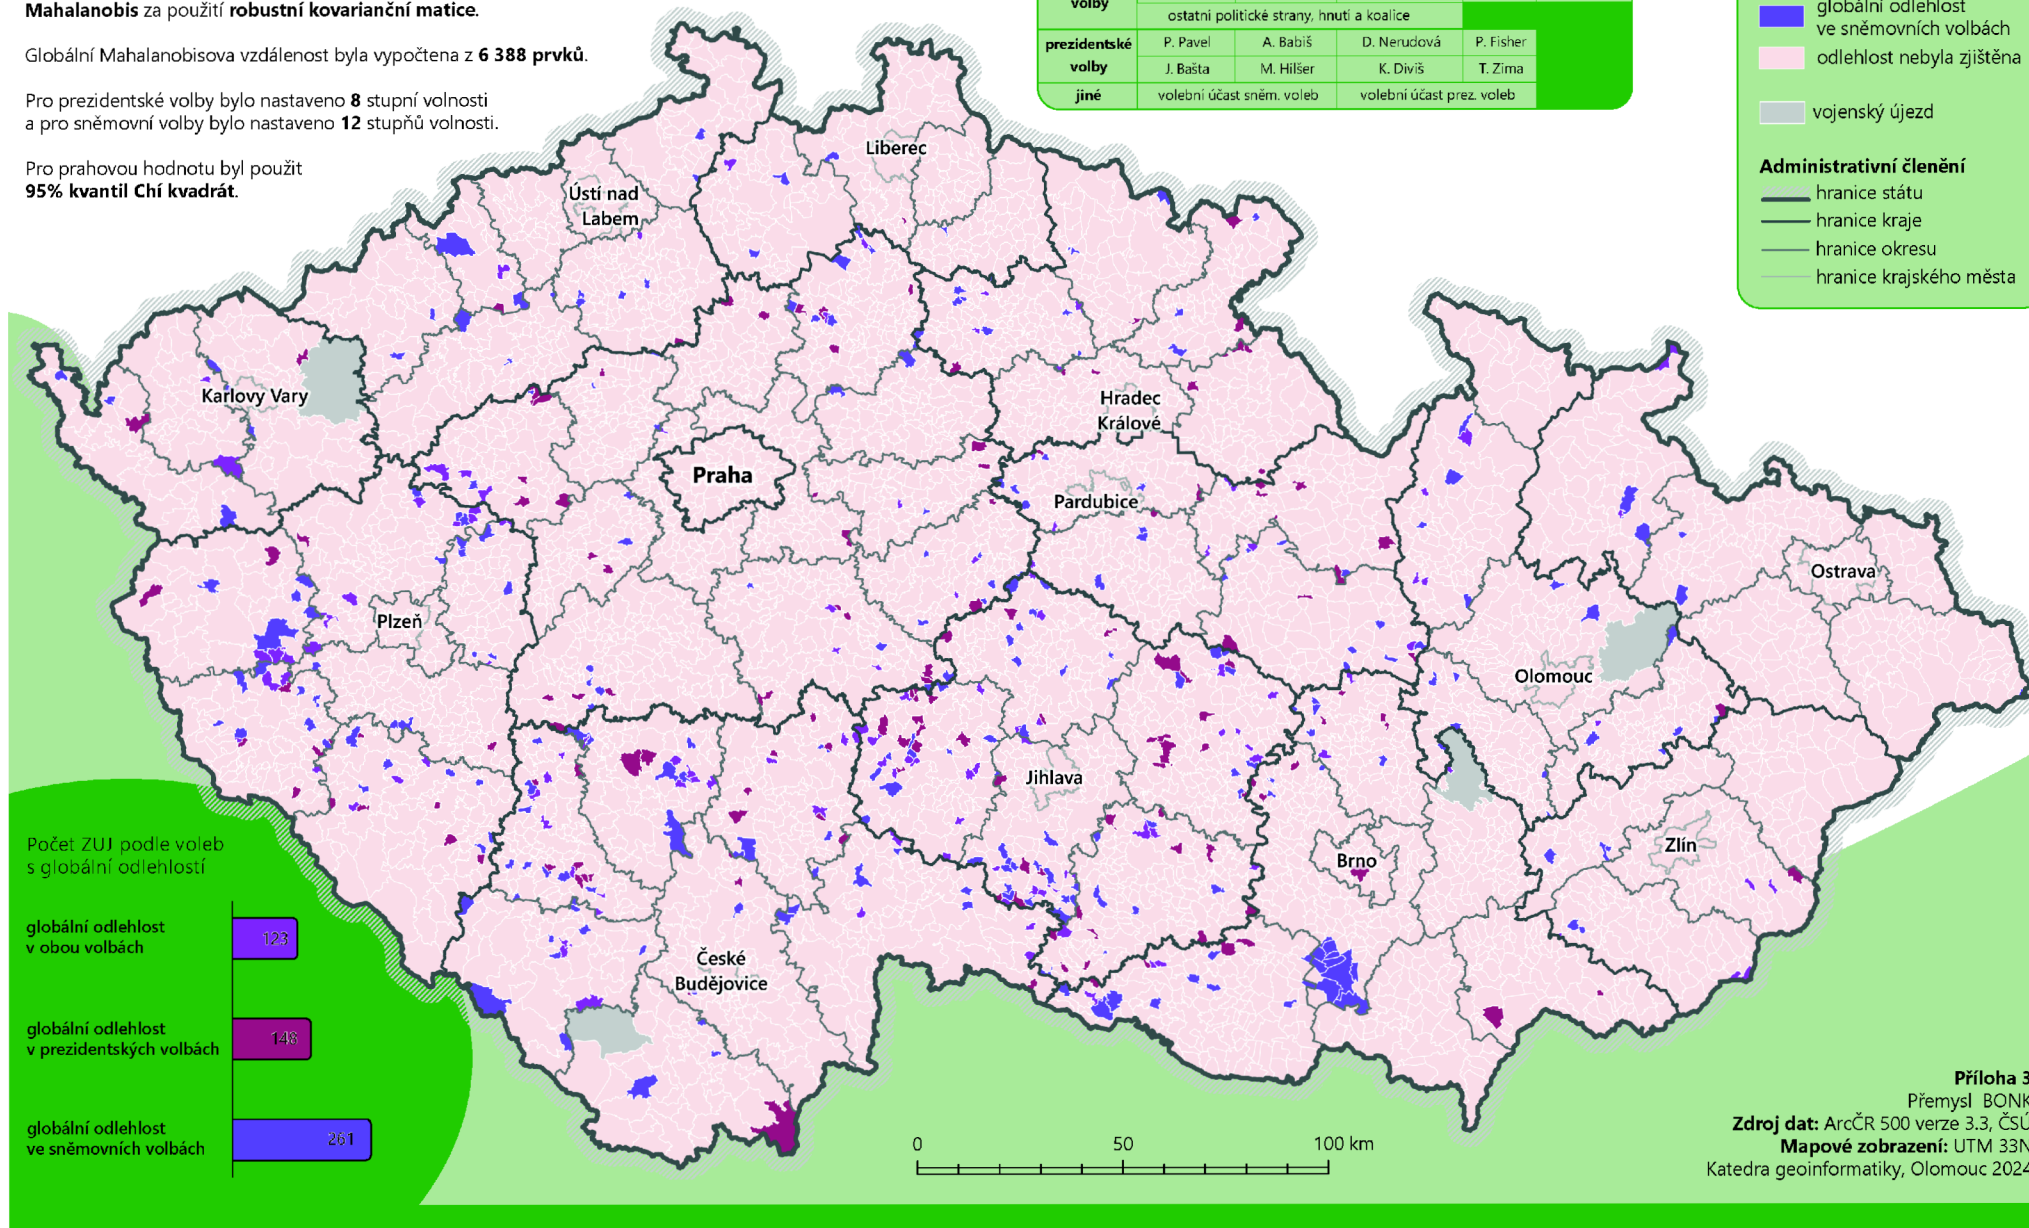 Mahalanobis za použití robustní kovarianční matice.
Globální Mahalanobisova vzdálenost byla vypočtena z 6 388 prvků.
Pro prezidentské volby bylo nastaveno 8 stupní volnosti
a pro sněmovní volby bylo nastaveno 12 stupňů volnosti.
Pro prahovou hodnotu byl použit
95% kvantil Chí kvadrát.
volby
ostatní politické strany, hnutí a koalice
prezidentské volby
P. Pavel
A. Babiš
D. Nerudová
P. Fisher
J. Bašta
M. Hilšer
K. Diviš
T. Zima
jiné
volební účast sněm. voleb
volební účast prez. voleb
globální odlehlost
ve sněmovních volbách
odlehlost nebyla zjištěna
vojenský újezd
Administrativní členění
hranice státu
hranice kraje
hranice okresu
hranice krajského města
Liberec
Ústí nad
Labem
Karlovy Vary
Hradec
Králové
Praha
Pardubice
Ostrava
Plzeň
Olomouc
Jihlava
Brno
Zlín
České
Budějovice
Počet ZUJ podle voleb
s globální odlehlostí
globální odlehlost
v obou volbách
123
globální odlehlost
v prezidentských volbách
148
globální odlehlost
ve sněmovních volbách
261
0
50
100 km
Příloha 3
Přemysl BONK
Zdroj dat: ArcČR 500 verze 3.3, ČSÚ
Mapové zobrazení: UTM 33N
Katedra geoinformatiky, Olomouc 2024